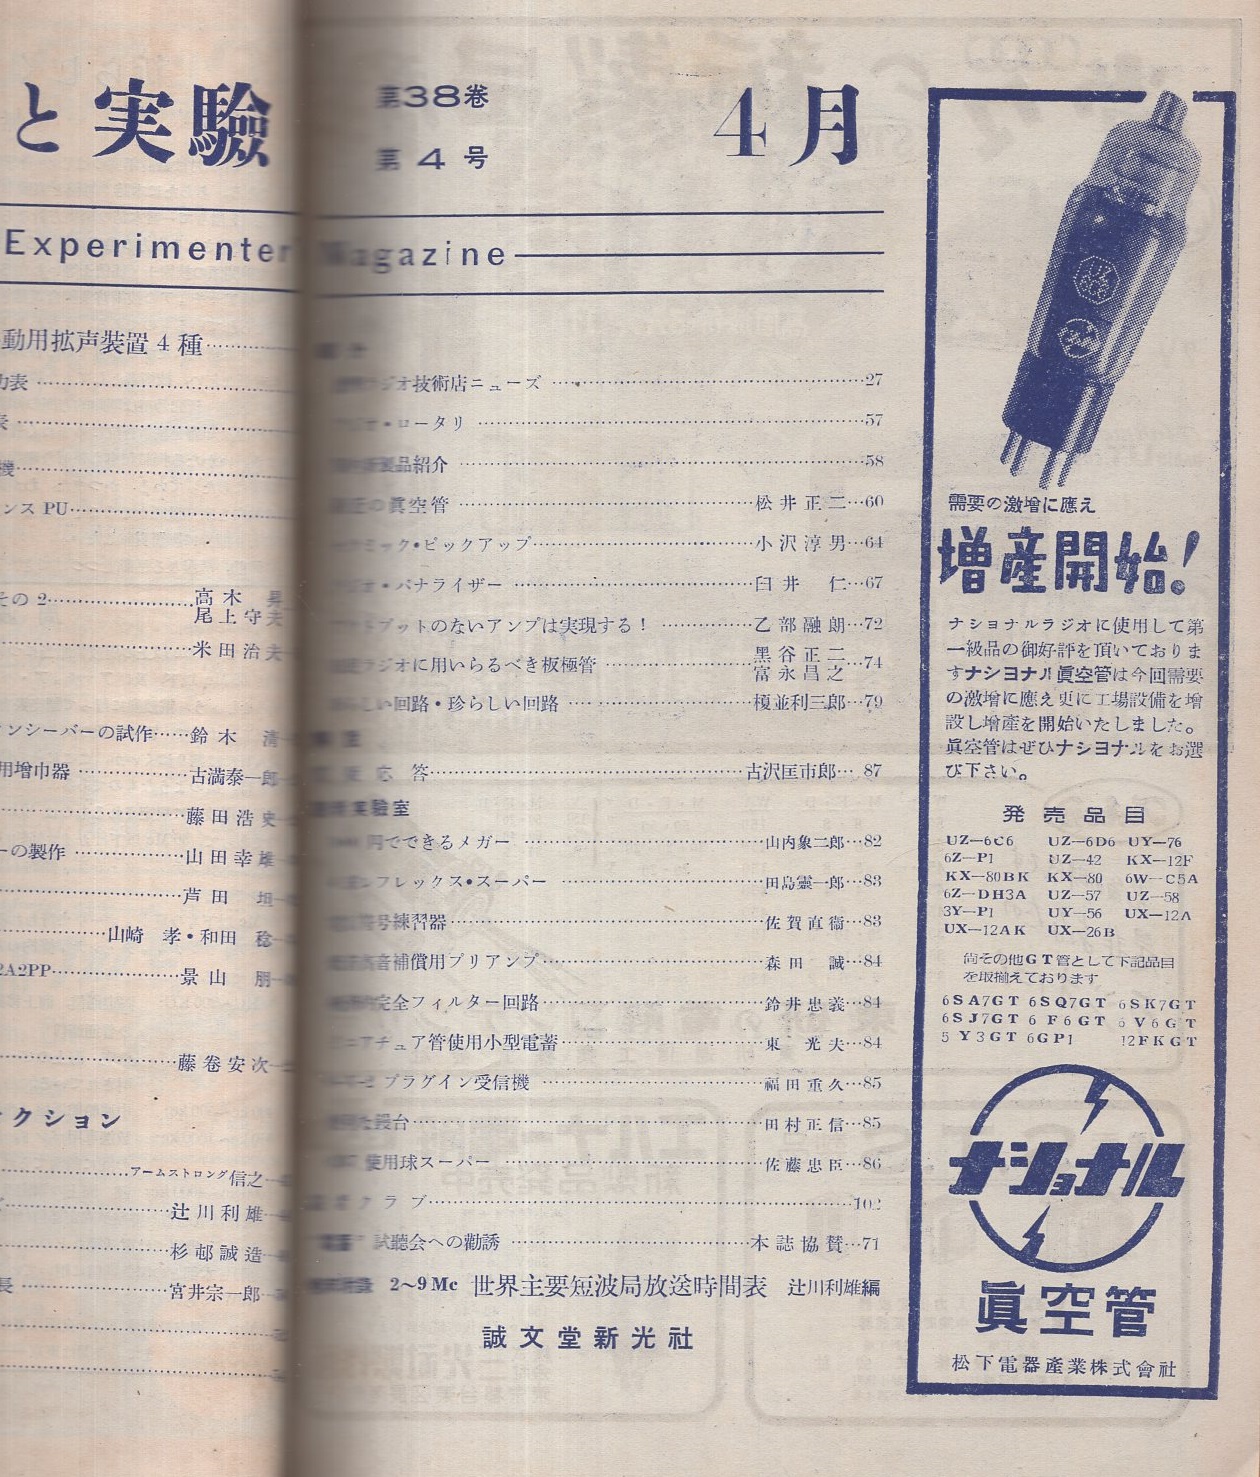 と実驗
第38巻
第4号
4月
Experimenter
Magazine
動用拡声装置4種
ンス PU
その 2 高木 昇
尾上守夫
米田治夫
ンシーバーの試作 鈴木 清
用增巾器 古満泰一郎
藤田浩史
ーの製作 山田幸雄
芦田 坦
山崎 孝・和田 稔
2A2PP 景山 朋
藤巻安次
クション
アームストロング信之
辻川利雄
杉邨誠造
長 宮井宗一郎
ラジオ技術店ニューズ 27
・ロータリ 57
製品紹介 58
の眞空管 松井正二 60
ック・ピックアップ 小沢淳男 64
オ・パナライザー 臼井 仁 67
プットのないアンプは実現する! 乙部融朗 72
ラジオに用いらるべき板極管 黒谷正二 74
富永昌之
しい回路・珍らしい回路 榎並利三郎 79
応答 古沢匡市郎 87
実験室
円でできるメガー 山内象二郎 82
レフレックス・スーパー 田島靈一郎 83
符号練習器 佐賀直衞 83
高音補償用プリアンプ 森田 誠 84
完全フィルター回路 鈴井忠義 84
ニアチュア管使用小型電蓄 東 光夫 84
プラグイン受信機 福田重久 85
な鏝台 田村正信 85
使用球スーパー 佐藤忠臣 86
クラブ 102
試聴会への勸誘 本誌協賛 71
2〜9Mc 世界主要短波局放送時間表 辻川利雄編
誠文堂新光社
UZ
6C6
需要の激増に應え
増産開始!
ナショナルラジオに使用して第
一級品の御好評を頂いておりま
すナシヨナル眞空管は今回需要
の激増に應え更に工場設備を增
設し増産を開始いたしました。
眞空管はぜひナシヨナルをお選
び下さい。
発売品目
UZ—6C6 UZ—6D6 UY—76
6Z—P1 UZ—42 KX—12F
KX—80BK KX—80 6W—C5A
6Z—DH3A UZ—57 UZ—58
3Y—P1 UY—56 UX—12A
UX—12AK UX—26B
尙その他GT管として下記品目
を取揃えております
6SA7GT 6SQ7GT 6SK7GT
6SJ7GT 6F6GT 6V6GT
5Y3GT 6GP1 12FKGT
ナショナル
眞空管
松下電器產業株式會社